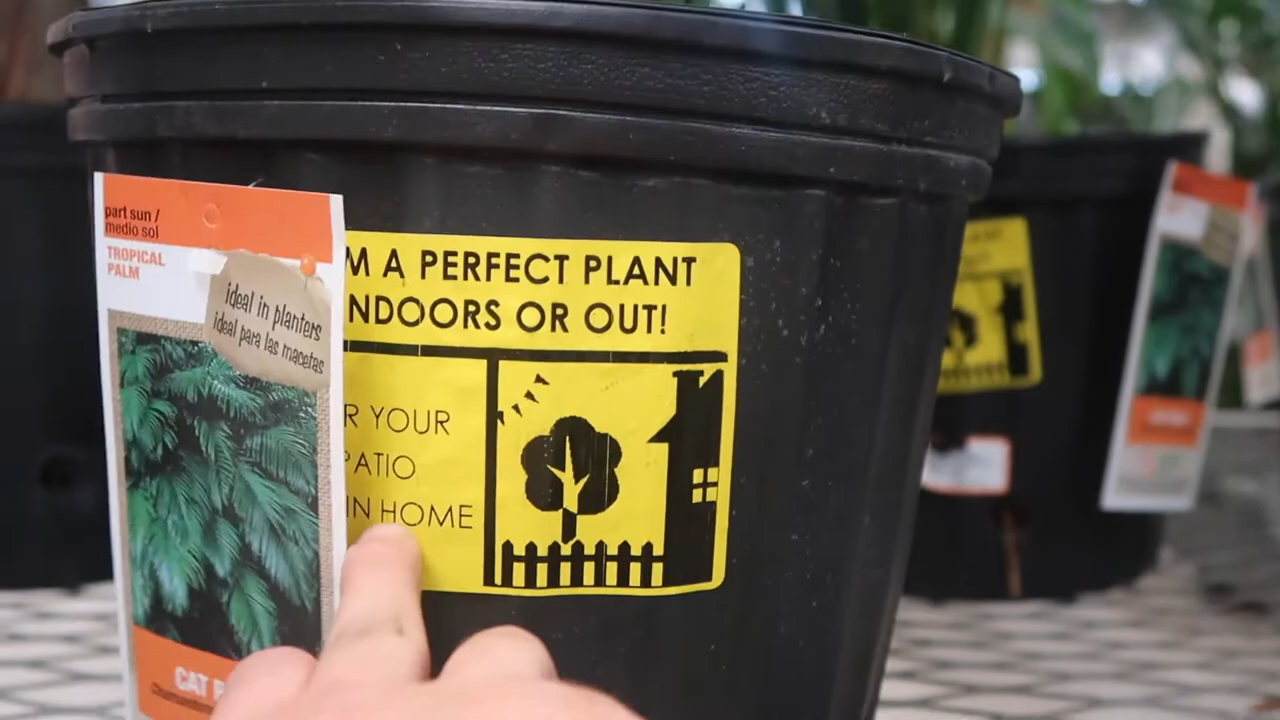 part sun /
medio sol
TROPICAL
PALM
ideal in planters
ideal para las macetas
CAT
M A PERFECT PLANT
NDOORS OR OUT!
R YOUR
PATIO
IN HOME